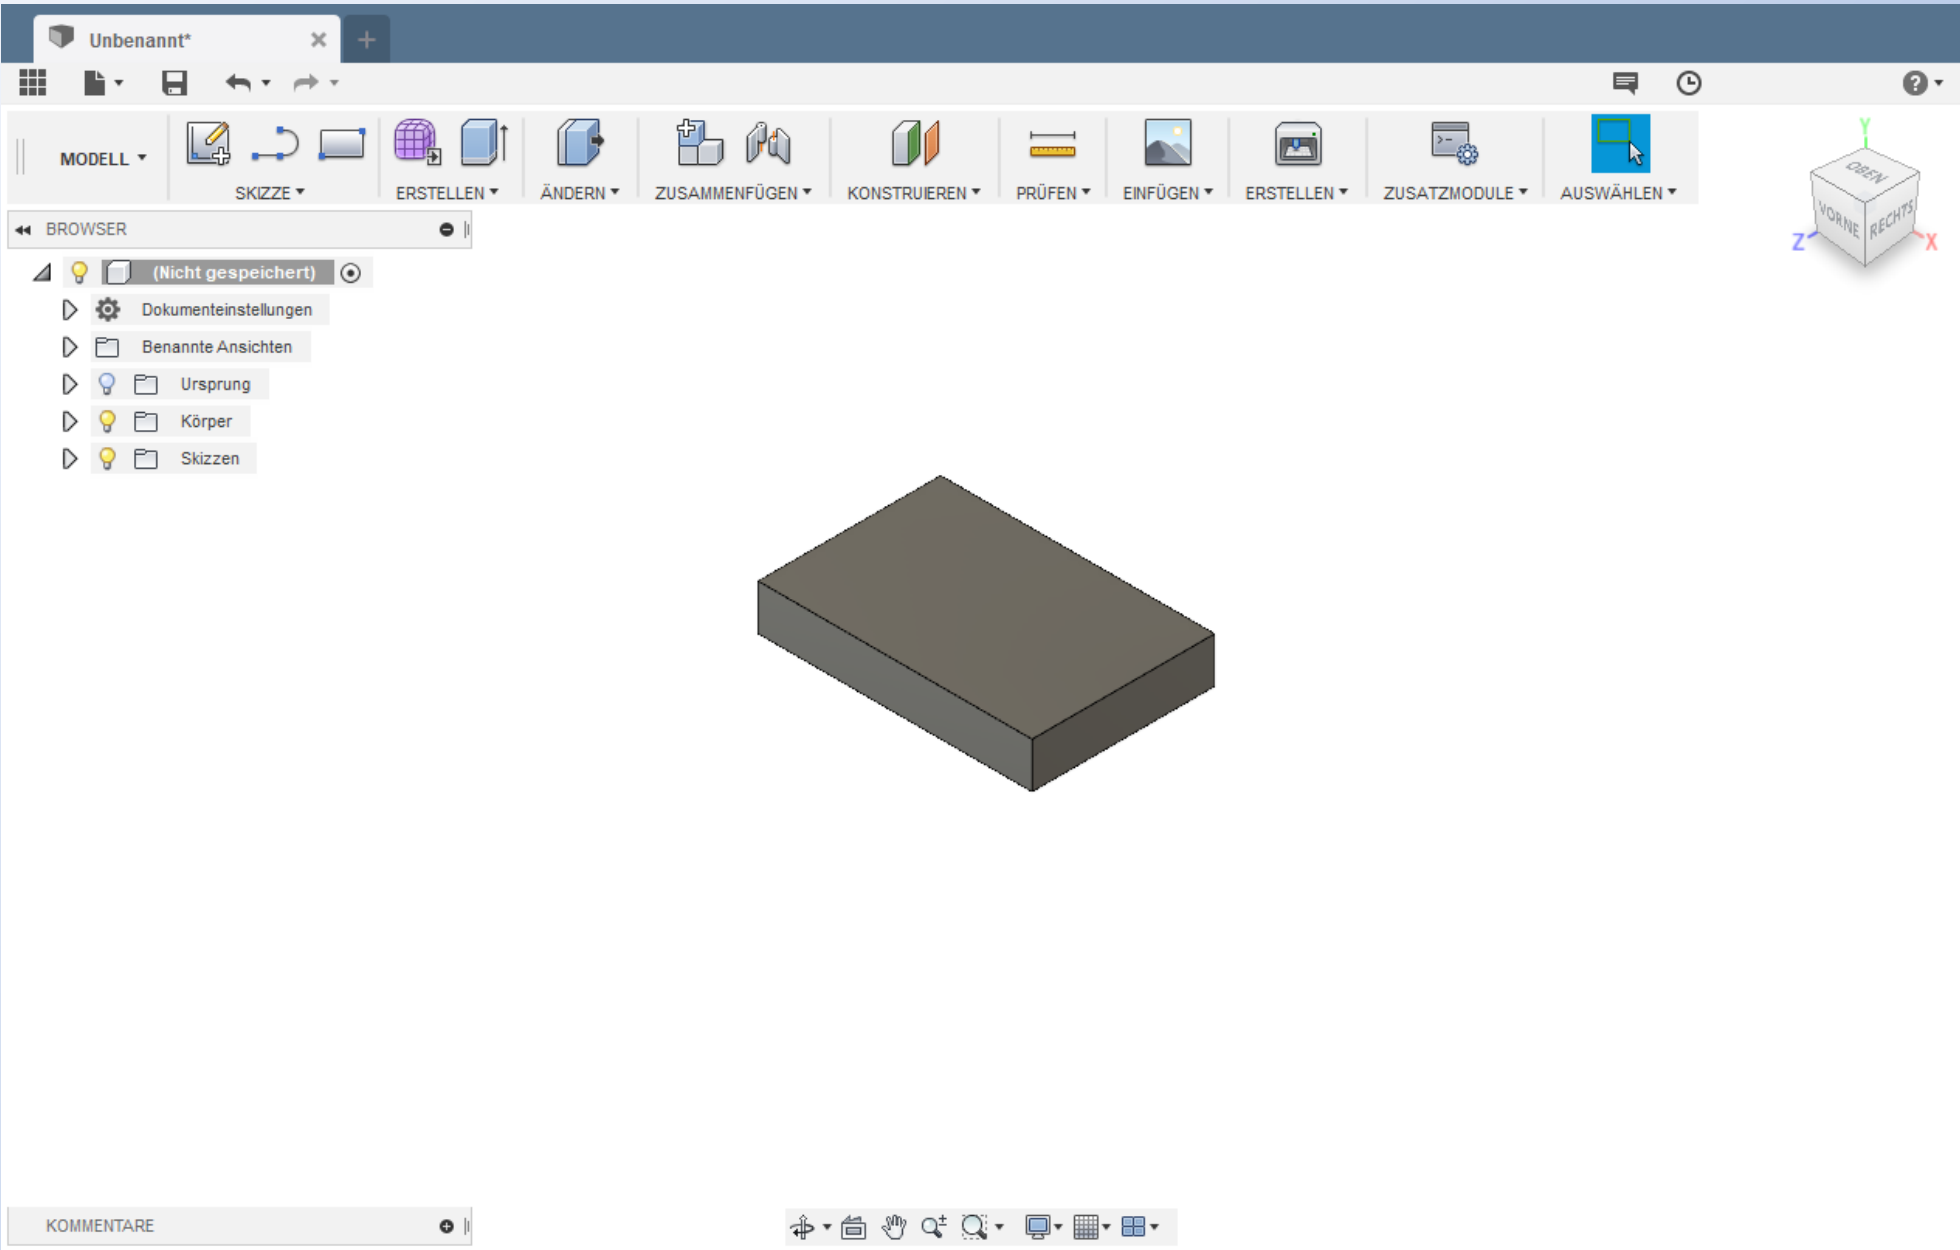 Unbenannt*
MODELL
SKIZZE
ERSTELLEN
ÄNDERN
ZUSAMMENFÜGEN
KONSTRUIEREN
PRÜFEN
EINFÜGEN
ERSTELLEN
ZUSATZMODULE
AUSWÄHLEN
Y
OBEN
VORNE
RECHTS
Z
X
BROWSER
(Nicht gespeichert)
Dokumenteinstellungen
Benannte Ansichten
Ursprung
Körper
Skizzen
KOMMENTARE